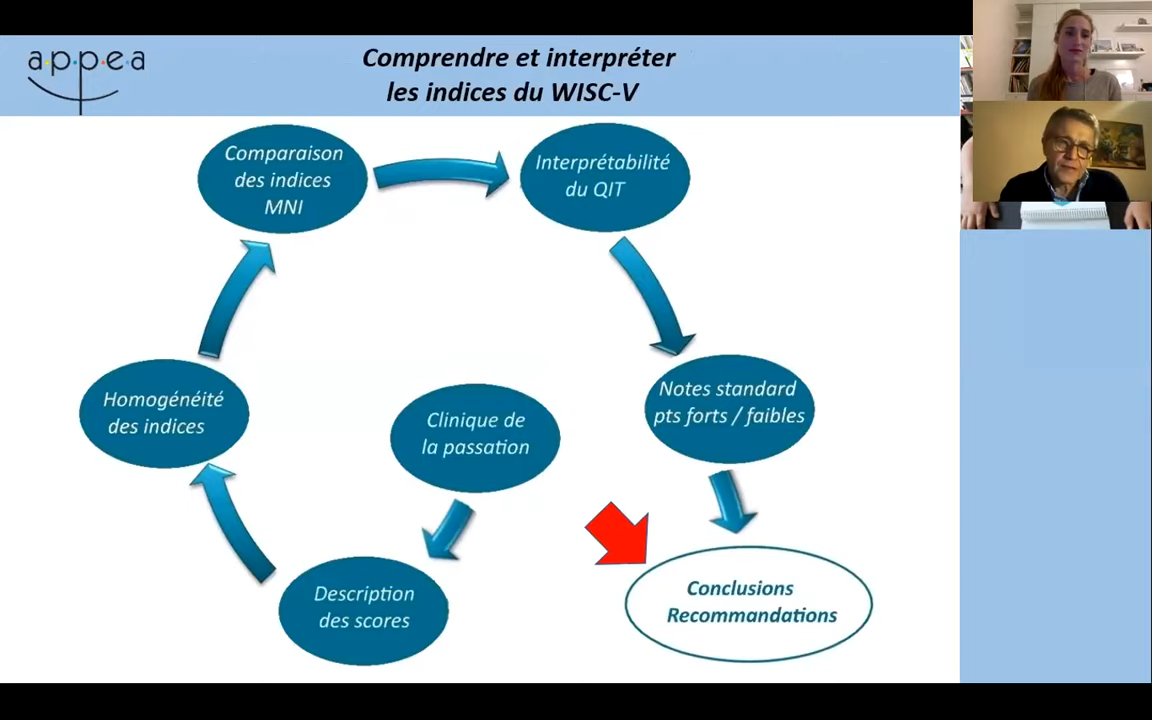 appea
Comprendre et interpréter
les indices du WISC-V
Comparaison
des indices
MNI
Interprétabilité
du QIT
Homogénéité
des indices
Clinique de
la passation
Notes standard
pts forts / faibles
Description
des scores
Conclusions
Recommandations